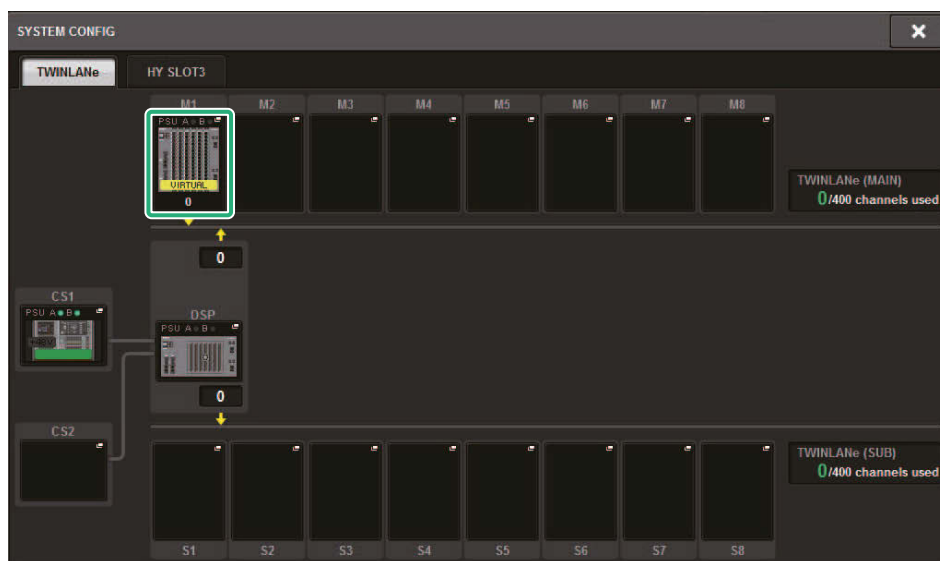 SYSTEM CONFIG
TWINLANe HY SLOT3
M1 M2 M3 M4 M5 M6 M7 M8
PSU A B
VIRTUAL
0
TWINLANe (MAIN)
0/400 channels used
0
CS1
PSU A B
DSP
PSU A B
0
CS2
TWINLANe (SUB)
0/400 channels used
S1 S2 S3 S4 S5 S6 S7 S8